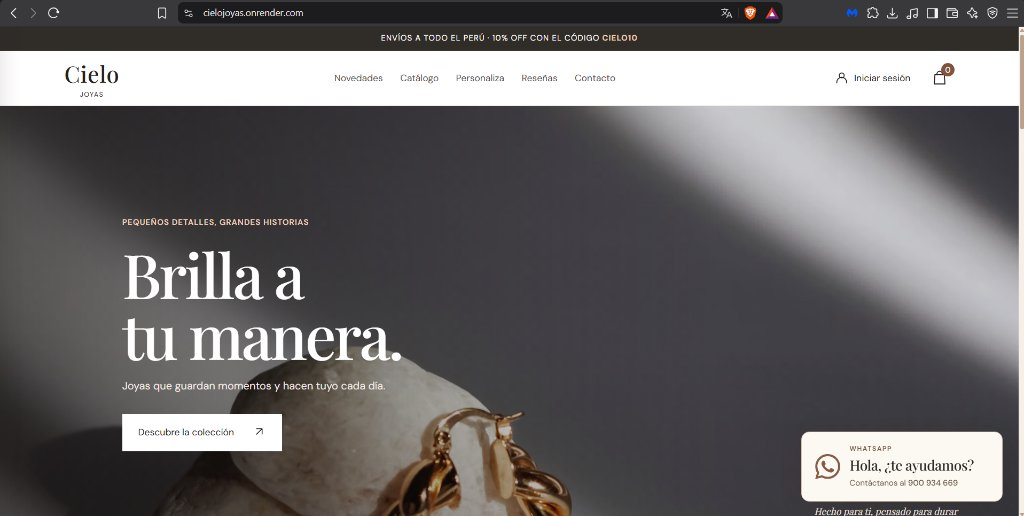 cielojoyas.onrender.com
ENVÍOS A TODO EL PERÚ · 10% OFF CON EL CÓDIGO CIELO10
Cielo
JOYAS
Novedades Catálogo Personaliza Reseñas Contacto
Iniciar sesión 0
PEQUEÑOS DETALLES, GRANDES HISTORIAS
Brilla a
tu manera.
Joyas que guardan momentos y hacen tuyo cada día.
Descubre la colección
WHATSAPP
Hola, ¿te ayudamos?
Contáctanos al 900 934 669
Hecho para ti, pensado para durar